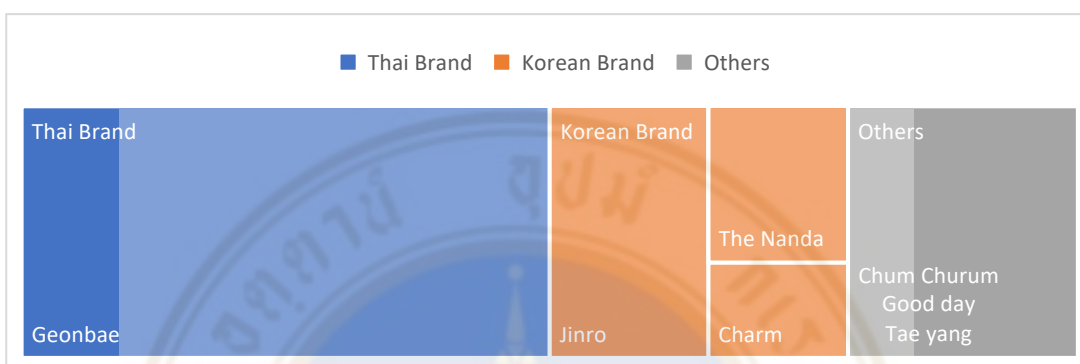 Thai Brand Korean Brand Others
Thai Brand
Korean Brand
Others
The Nanda
Chum Churum
Good day
Geonbae
Jinro
Charm
Tae yang